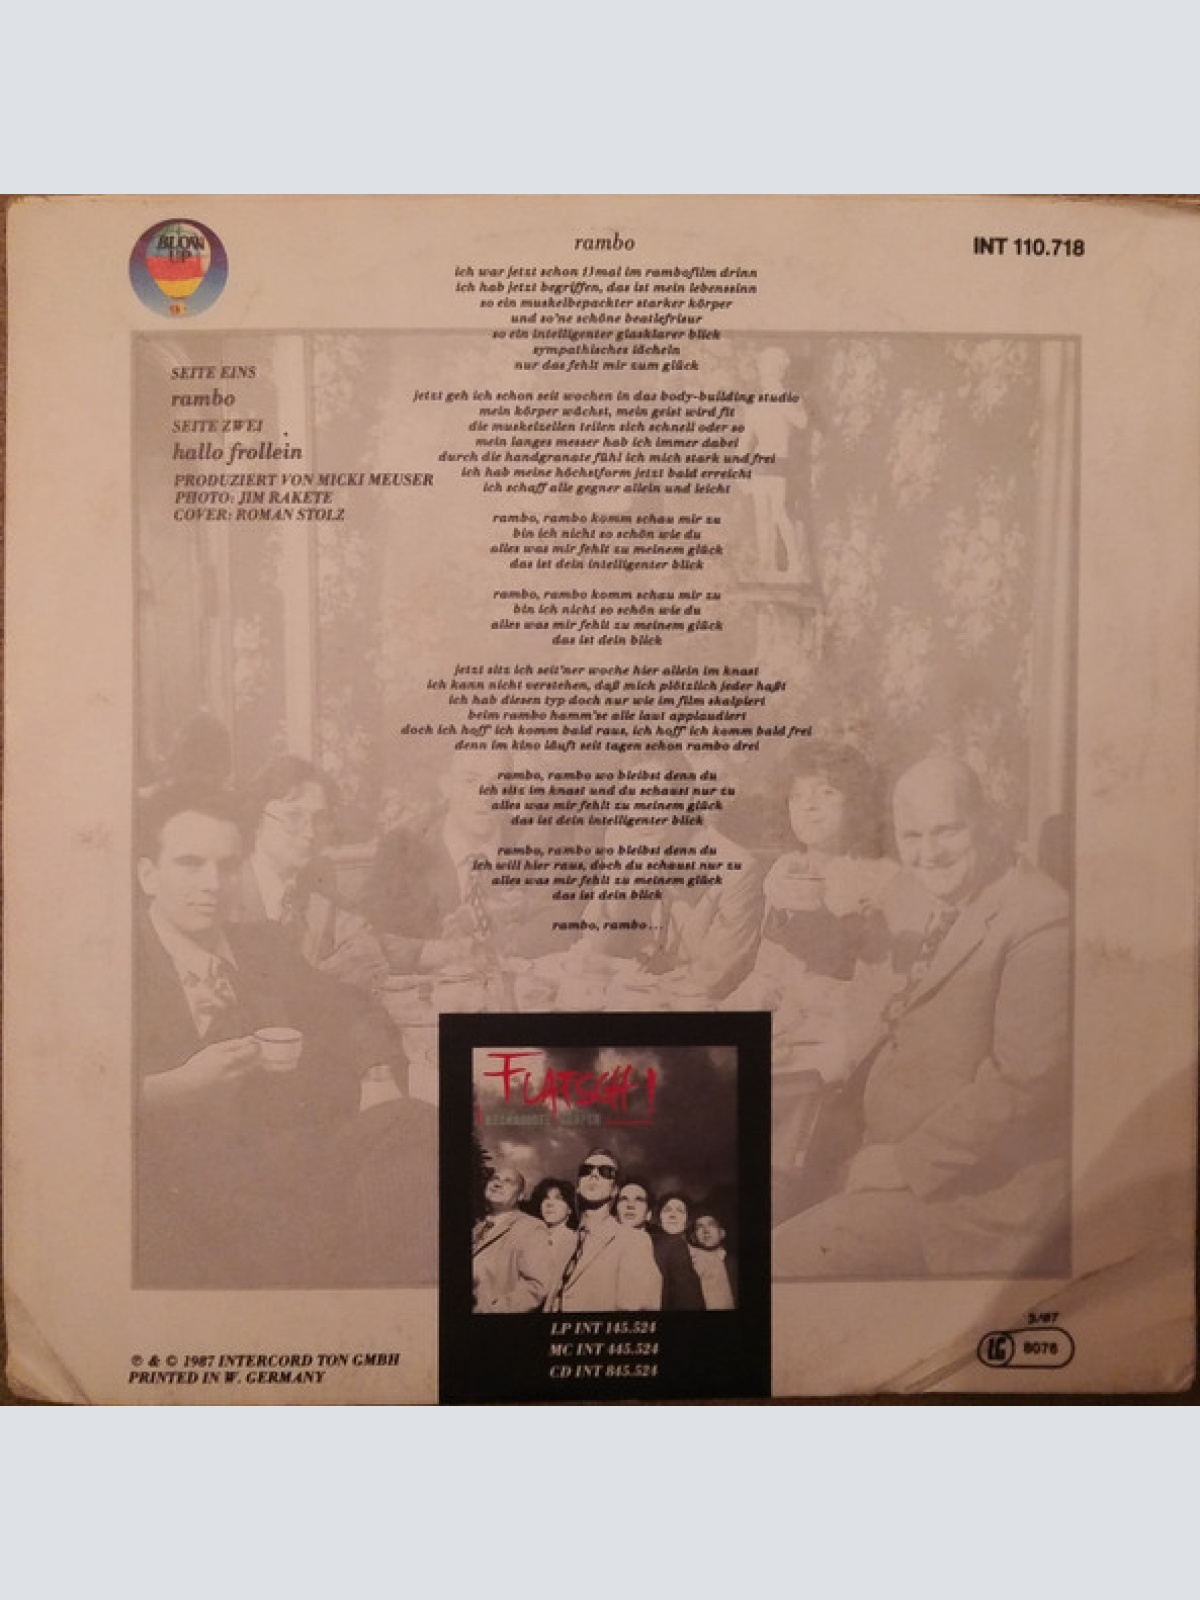 BLOW
UP
INT 110.718
SEITE EINS
rambo
SEITE ZWEI
hallo frollein
PRODUZIERT VON MICKI MEUSER
PHOTO: JIM RAKETE
COVER: ROMAN STOLZ
rambo
ich war jetzt schon mal im rambofilm drinn
ich hab jetzt begriffen, das ist mein lebenssinn
so ein muskelbepackter starker körper
und so'ne schöne beatlefrisur
so ein intelligenter glasklarer blick
sympathisches lächeln
nur das fehlt mir zum glück
jetzt geh ich schon seit wochen in das body-building studio
mein körper wächst, mein geist wird fit
die muskelzellen teilen sich schnell oder so
mein langes messer hab ich immer dabei
durch die handgranate fühl ich mich stark und frei
ich hab meine höchstform jetzt bald erreicht
ich schaff alle gegner allein und leicht
rambo, rambo komm schau mir zu
bin ich nicht so schön wie du
alles was mir fehlt zu meinem glück
das ist dein intelligenter blick
rambo, rambo komm schau mir zu
bin ich nicht so schön wie du
alles was mir fehlt zu meinem glück
das ist dein blick
jetzt sitz ich seit'ner woche hier allein im knast
ich kann nicht verstehen, daß mich plötzlich jeder haßt
ich hab diesen typ doch nur wie im film skalpiert
beim rambo hamm'se alle laut applaudiert
doch ich hoff' ich komm bald raus, ich hoff' ich komm bald frei
denn im kino läuft seit tagen schon rambo drei
rambo, rambo wo bleibst denn du
ich sitz im knast und du schaust nur zu
alles was mir fehlt zu meinem glück
das ist dein intelligenter blick
rambo, rambo wo bleibst denn du
ich will hier raus, doch du schaust nur zu
alles was mir fehlt zu meinem glück
das ist dein blick
rambo, rambo...
FLATSCH!
LP INT 145.524
MC INT 445.524
CD INT 845.524
℗ & © 1987 INTERCORD TON GMBH
PRINTED IN W. GERMANY
3/87
LC 8076